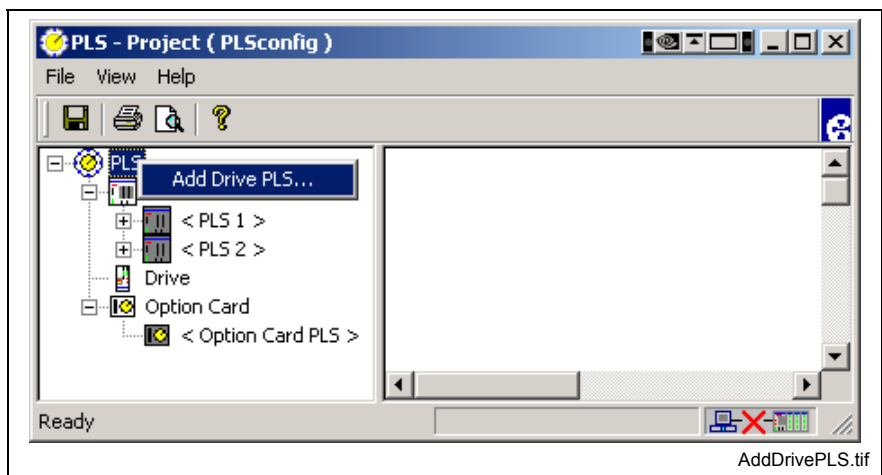 PLS - Project ( PLSconfig )
File View Help
PLS
Add Drive PLS...
< PLS 1 >
< PLS 2 >
Drive
Option Card
< Option Card PLS >
Ready
AddDrivePLS.tif